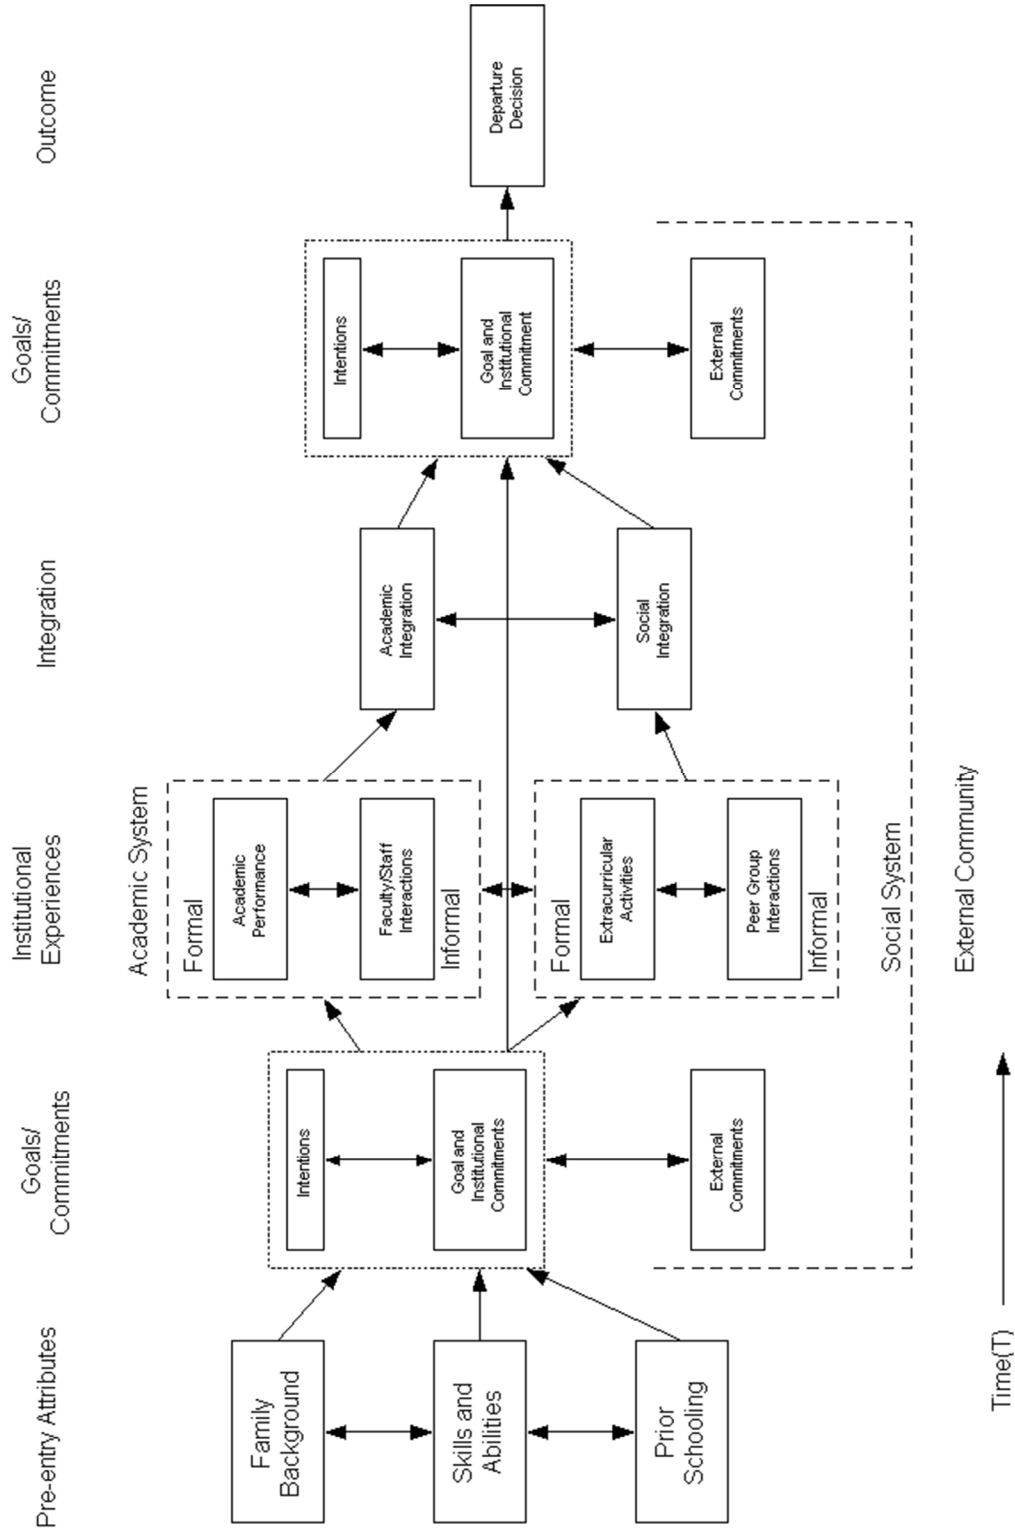 Pre-entry Attributes
Goals/
Commitments
Institutional
Experiences
Integration
Goals/
Commitments
Outcome
Family
Background
Skills and
Abilities
Prior
Schooling
Intentions
Goal and
Institutional
Commitments
External
Commitments
Academic System
Formal
Academic
Performance
Faculty/Staff
Interactions
Informal
Formal
Extracurricular
Activities
Peer Group
Interactions
Informal
Social System
Academic
Integration
Social
Integration
Intentions
Goal and
Institutional
Commitment
External
Commitments
Departure
Decision
External Community
Time(T)